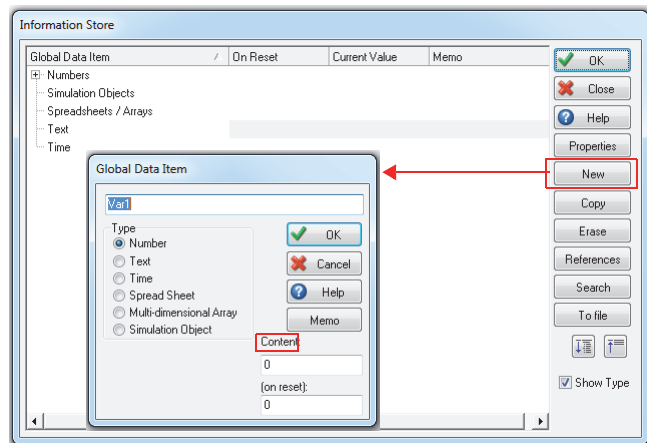 Information Store
Global Data Item / On Reset Current Value Memo
Numbers
Simulation Objects
Spreadsheets / Arrays
Text
Time
OK
Close
Help
Properties
New
Copy
Erase
References
Search
To file
Show Type
Global Data Item
Var1
Type
Number
Text
Time
Spread Sheet
Multi-dimensional Array
Simulation Object
OK
Cancel
Help
Memo
Content
0
(on reset):
0